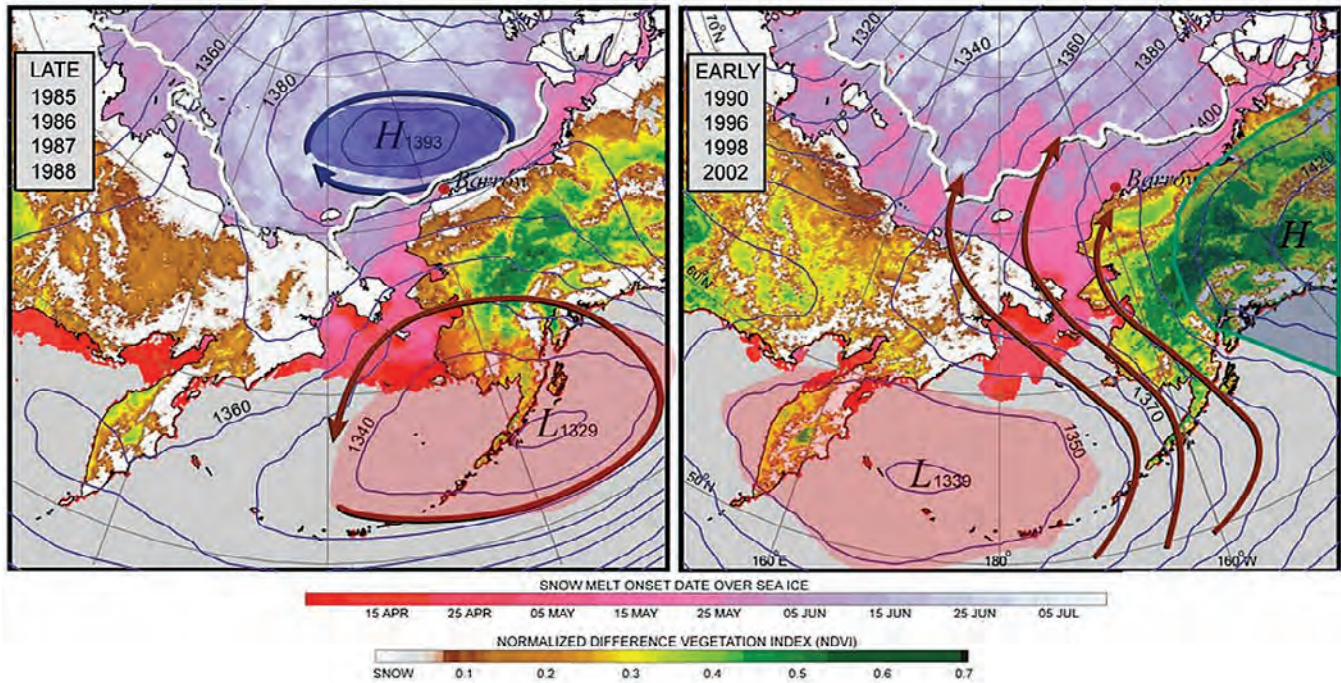 LATE
1985
1986
1987
1988
1360
1380
H 1393
Barrow
1360
1340
L 1329
EARLY
1990
1996
1998
2002
70°N
1320
1340
1360
1380
1400
Barrow
1420
H
60°N
1370
1350
L 1339
50°N
160°E
180°
160°W
SNOW MELT ONSET DATE OVER SEA ICE
15 APR 25 APR 05 MAY 15 MAY 25 MAY 05 JUN 15 JUN 25 JUN 05 JUL
NORMALIZED DIFFERENCE VEGETATION INDEX (NDVI)
SNOW 0.1 0.2 0.3 0.4 0.5 0.6 0.7